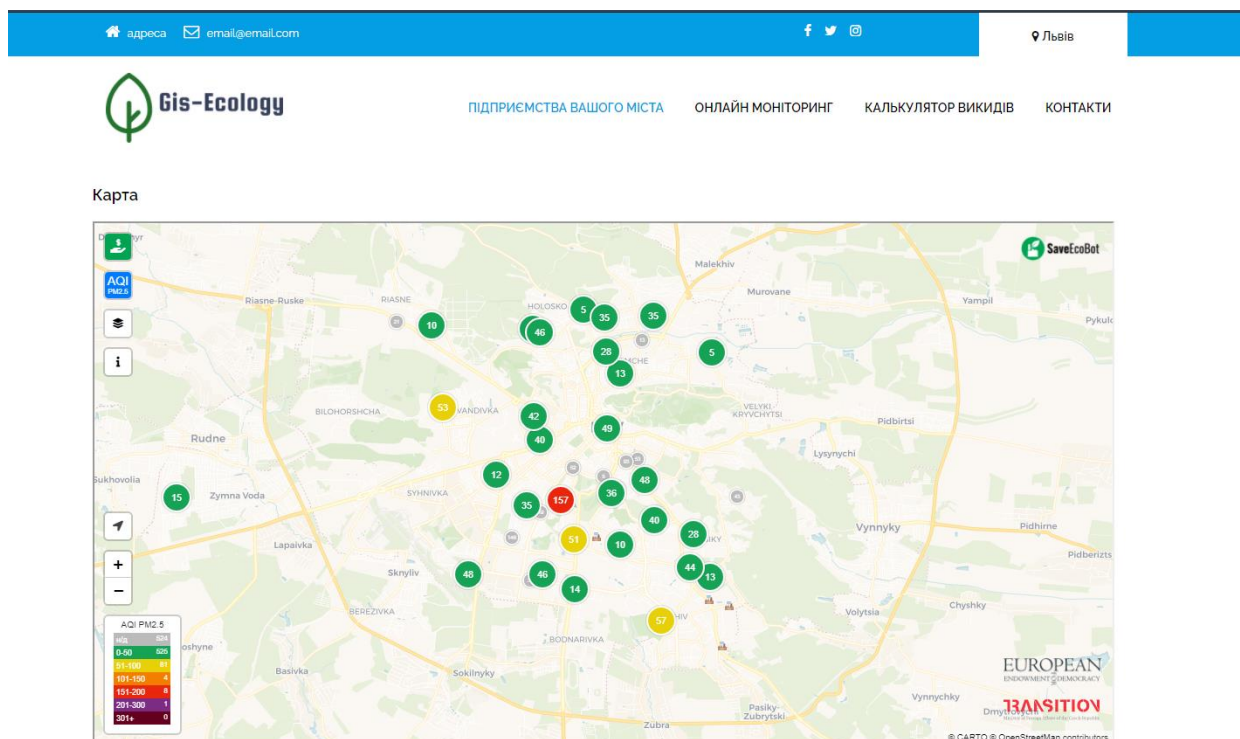 адреса email@email.com
Львів
Gis-Ecology
ПІДПРИЄМСТВА ВАШОГО МІСТА ОНЛАЙН МОНІТОРИНГ КАЛЬКУЛЯТОР ВИКИДІВ КОНТАКТИ
Карта
SaveEcoBot
AQI
PM2.5
Malekhiv
Murovane
Riasne-Ruske
RIASNE
HOLOSKO
Yampil
5
35
35
10
46
28
5
13
53
BILOHORSHCHA
42
VELYKI
KRYVCHYTSI
Pidbirtsi
49
40
Rudne
Lysynychi
12
48
15
Zymna Voda
SYHNIVKA
35
157
36
40
Vynnyky
Pidhirne
28
51
10
Lapaivka
Sknyliv
48
46
44
13
14
BEREZIVKA
Volytsia
Chyshky
57
BODNARIVKA
AQI PM2.5
н/д 524
0-50 525
51-100 81
101-150 4
151-200 8
201-300 1
301+ 0
Basivka
Sokilnyky
EUROPEAN
ENDOWMENT DEMOCRACY
Vynnychky
Pasiky-
Zubrytski
TRANSITION
Zubra
© CARTO © OpenStreetMap contributors